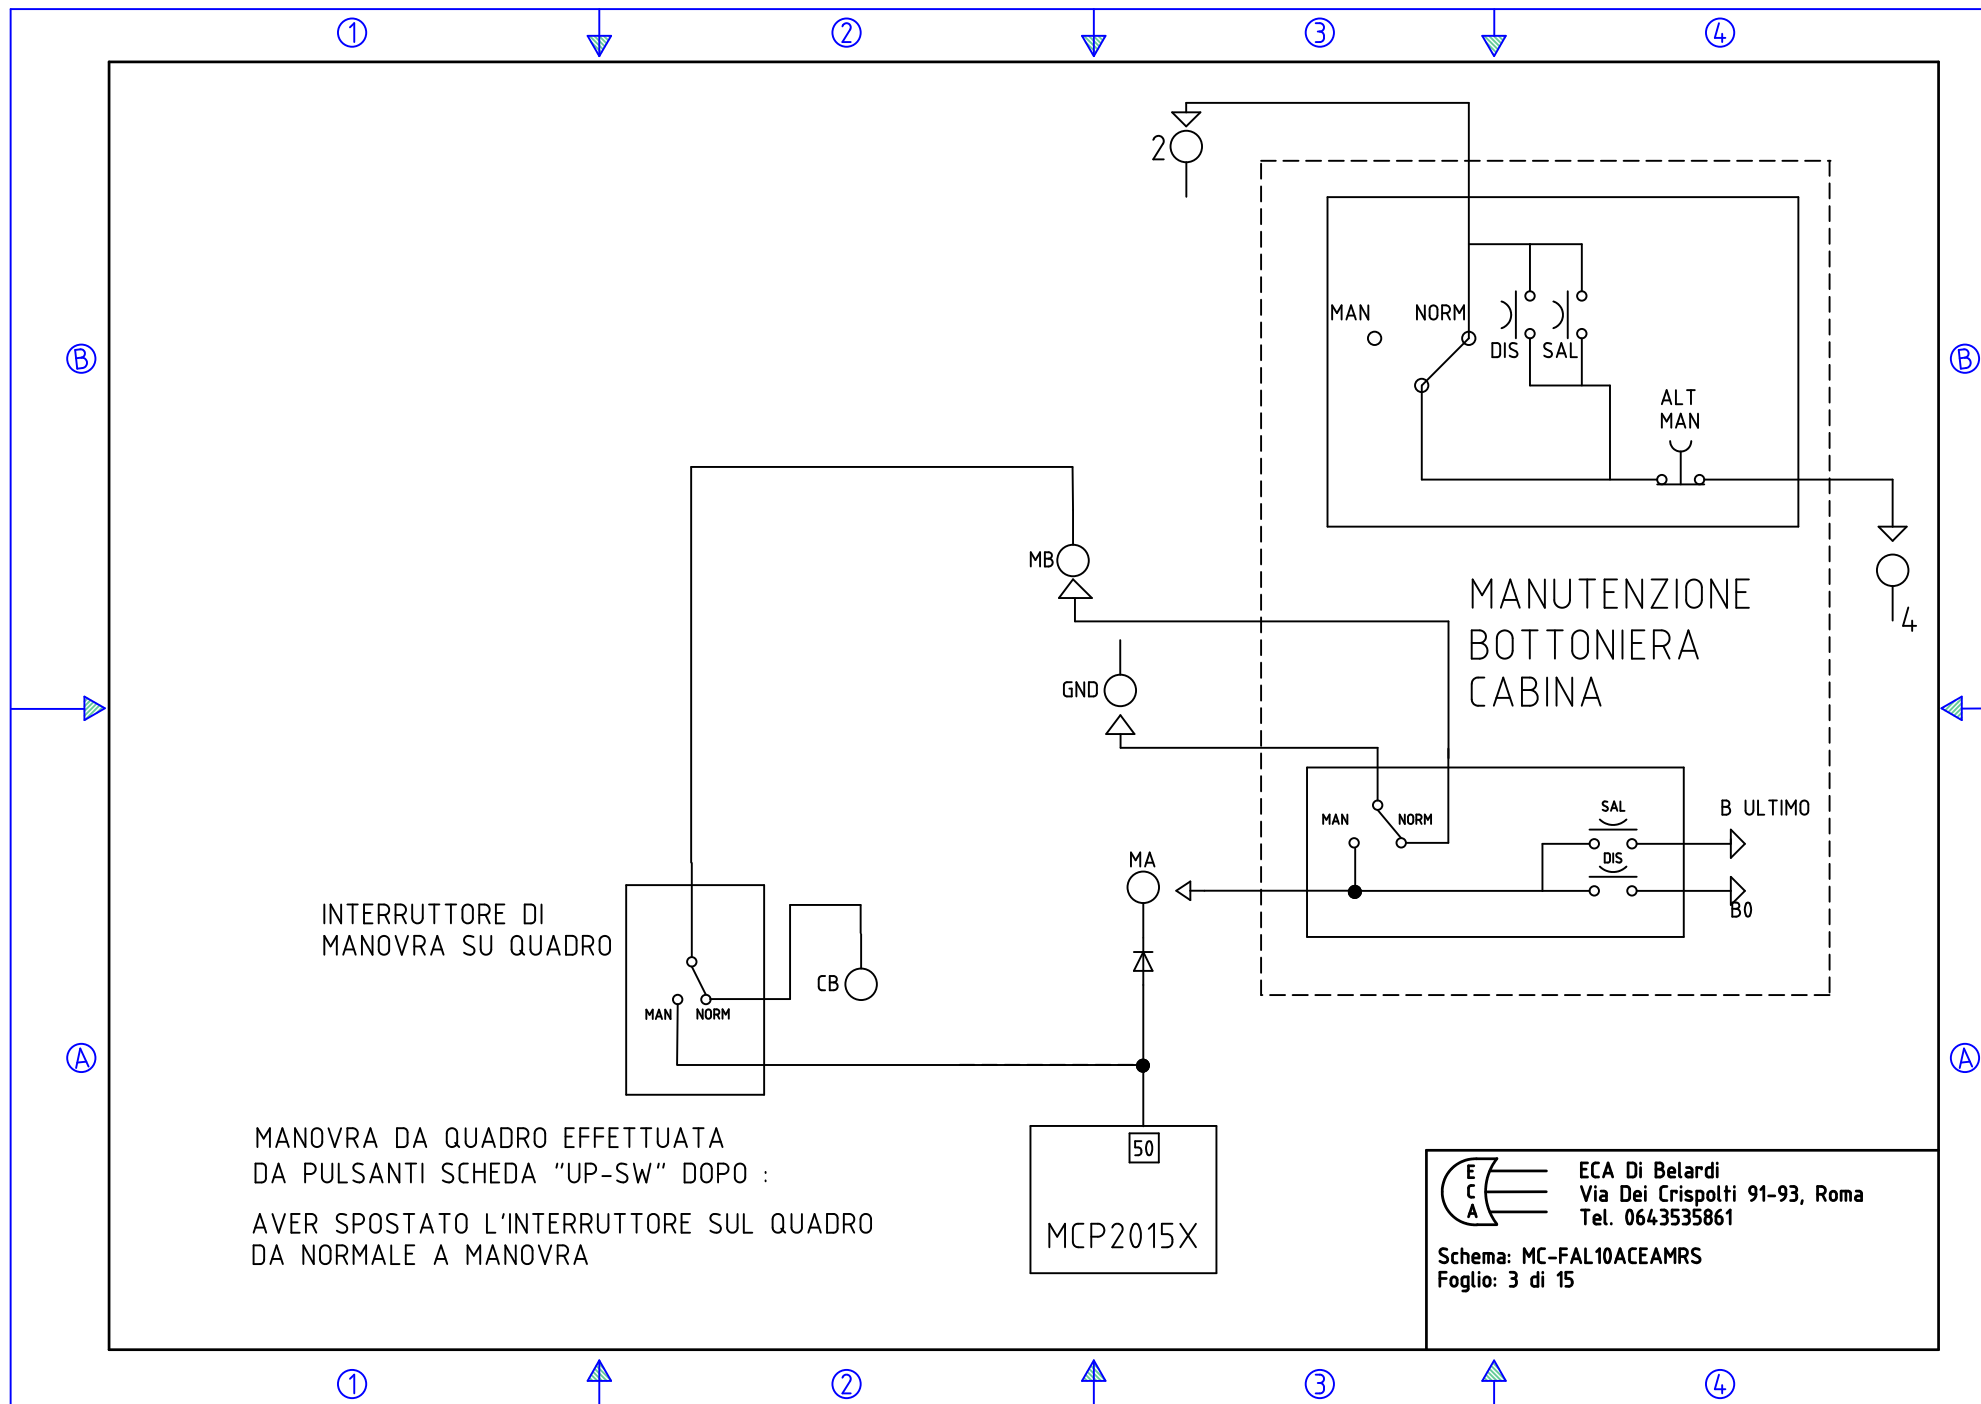 1 2 3 4
2
MAN NORM
DIS SAL
ALT
MAN
B B
MB
MANUTENZIONE
BOTTONIERA
CABINA
4
GND
SAL
B ULTIMO
MAN NORM
DIS
MA
B0
INTERRUTTORE DI
MANOVRA SU QUADRO
CB
MAN NORM
A A
MANOVRA DA QUADRO EFFETTUATA
DA PULSANTI SCHEDA "UP-SW" DOPO :
AVER SPOSTATO L'INTERRUTTORE SUL QUADRO
DA NORMALE A MANOVRA
50
MCP2015X
E
C
A
ECA Di Belardi
Via Dei Crispolti 91-93, Roma
Tel. 0643535861
Schema: MC-FAL10ACEAMRS
Foglio: 3 di 15
1 2 3 4